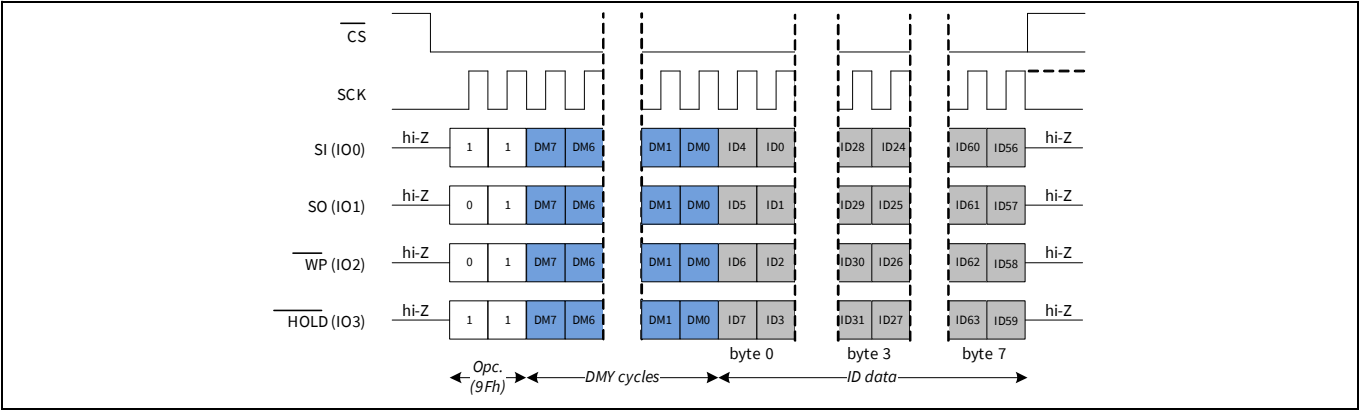 CS
SCK
SI (IO0) hi-Z 1 1 DM7 DM6 DM1 DM0 ID4 ID0 ID28 ID24 ID60 ID56 hi-Z
SO (IO1) hi-Z 0 1 DM7 DM6 DM1 DM0 ID5 ID1 ID29 ID25 ID61 ID57 hi-Z
WP (IO2) hi-Z 0 1 DM7 DM6 DM1 DM0 ID6 ID2 ID30 ID26 ID62 ID58 hi-Z
HOLD (IO3) hi-Z 1 1 DM7 DM6 DM1 DM0 ID7 ID3 ID31 ID27 ID63 ID59 hi-Z
byte 0 byte 3 byte 7
Opc.
(9Fh)
DMY cycles ID data